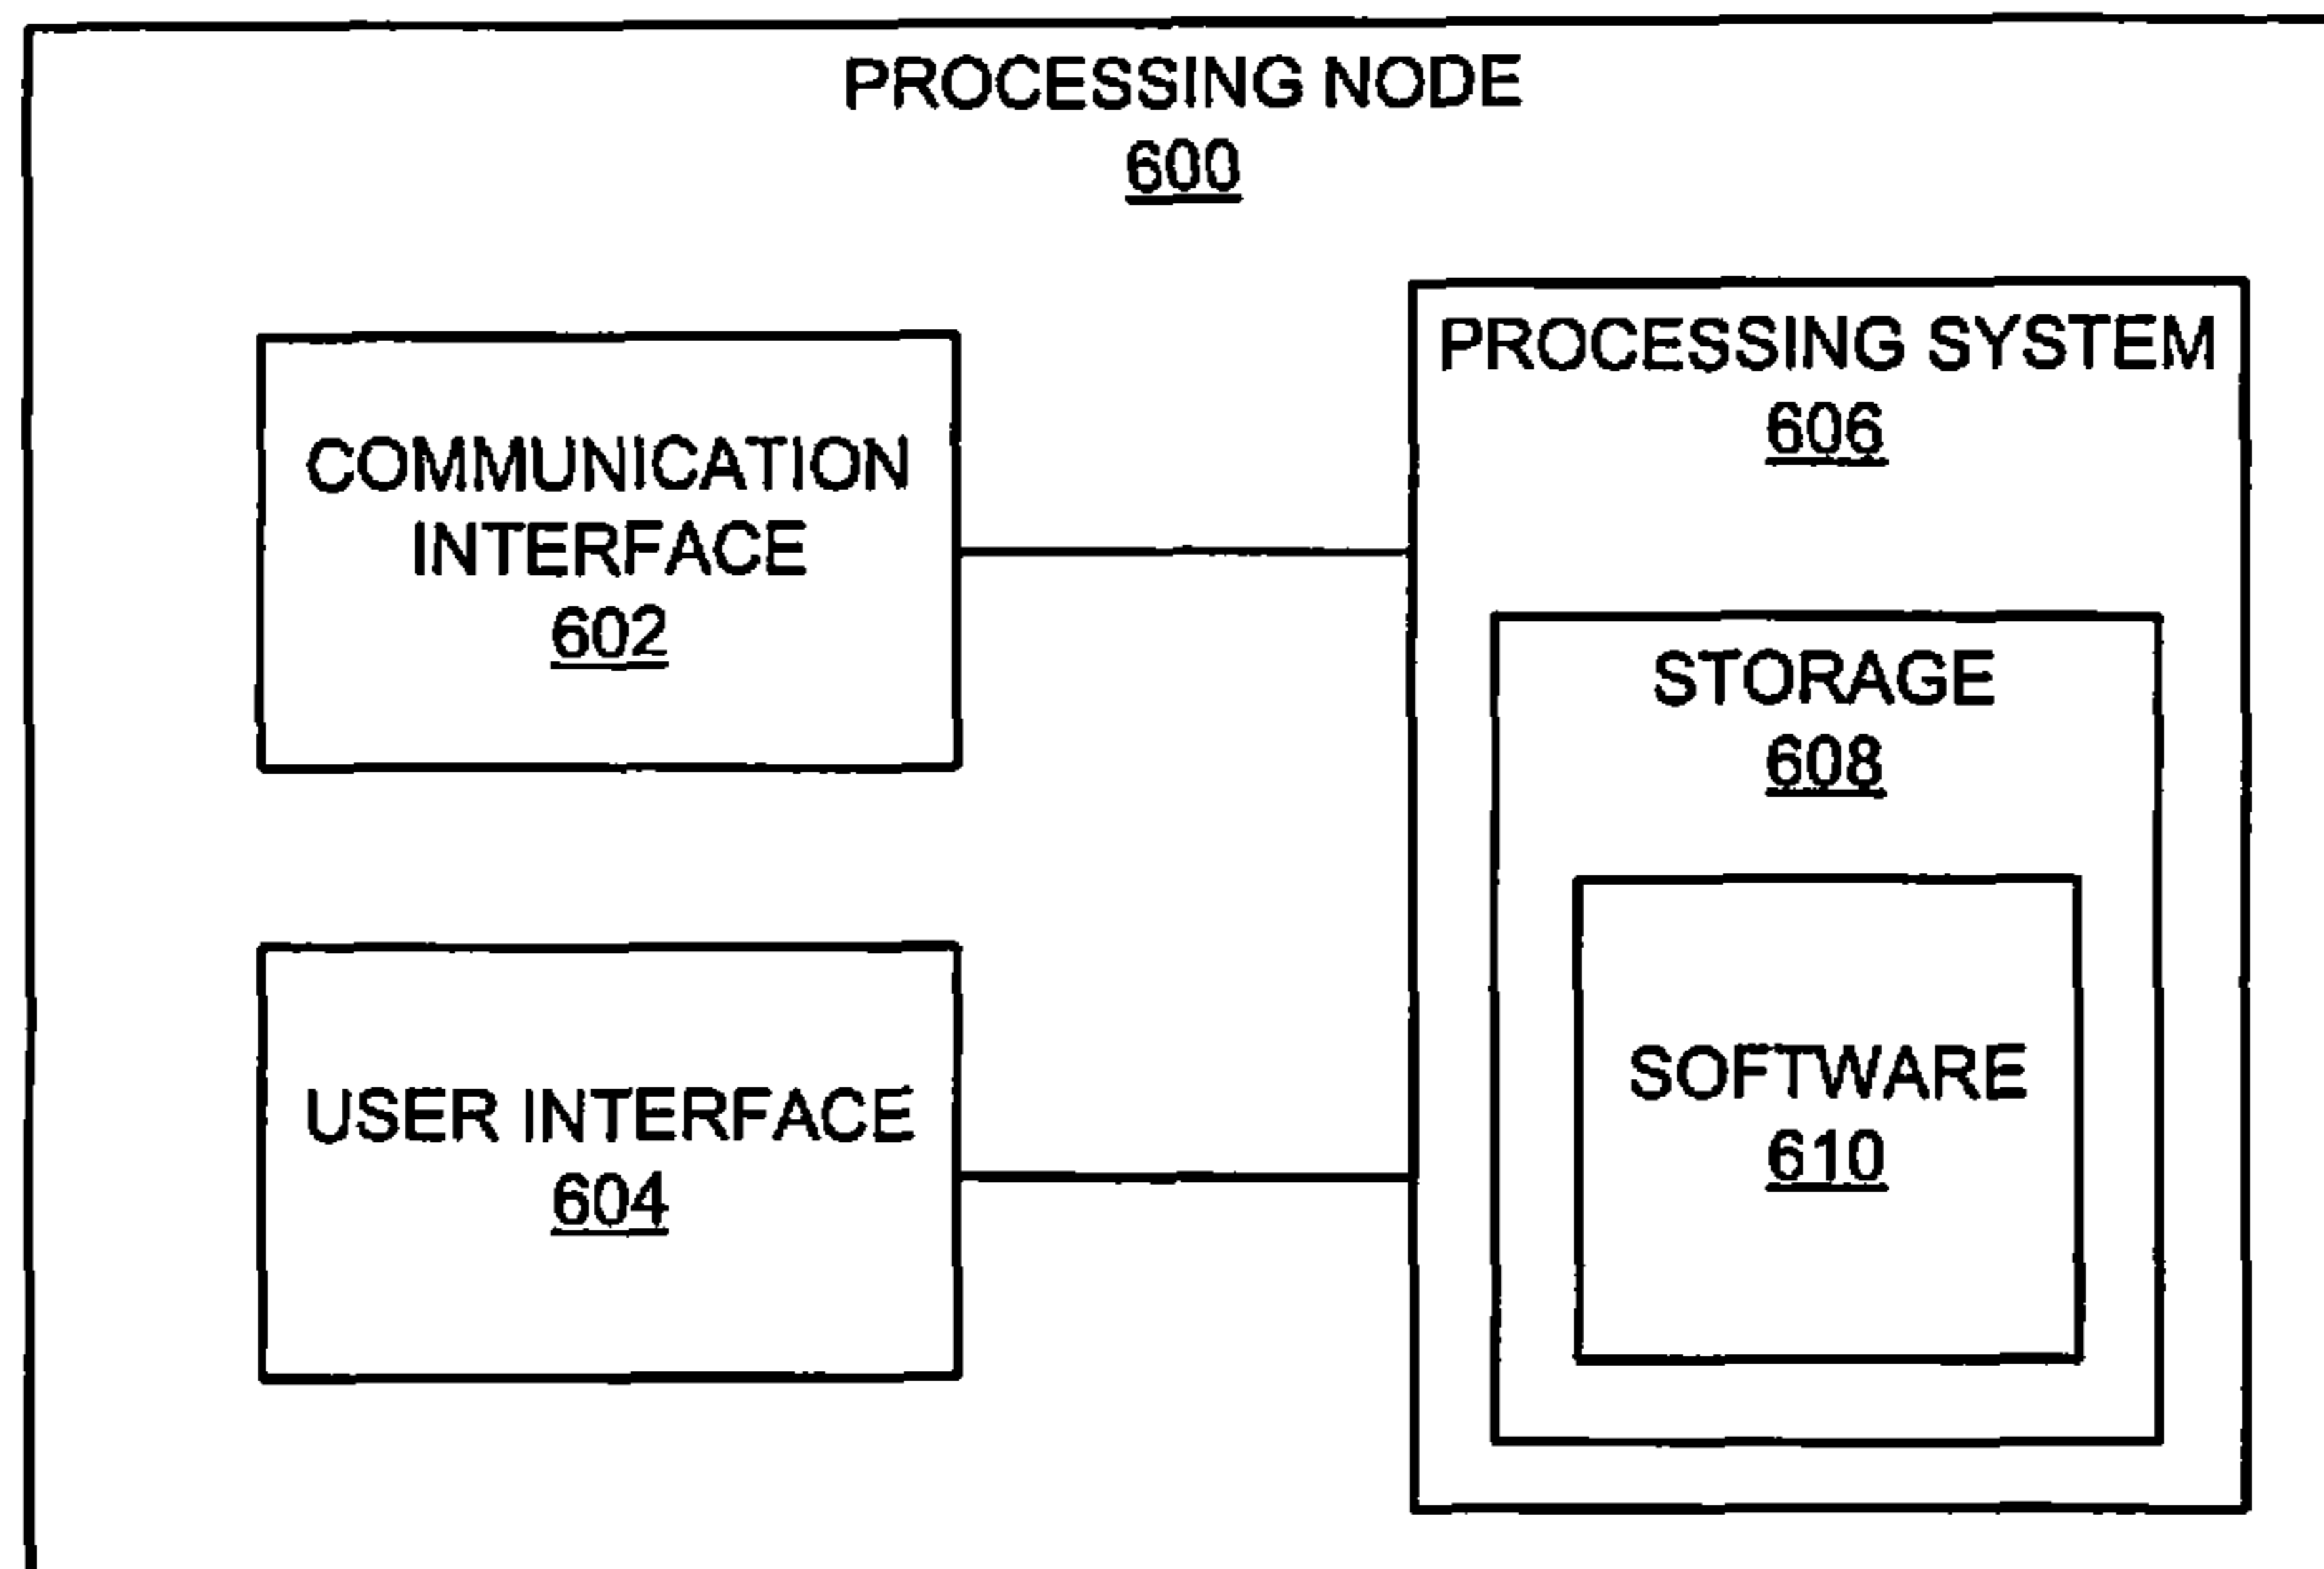 PROCESSING NODE
600
COMMUNICATION
INTERFACE
602
USER INTERFACE
604
PROCESSING SYSTEM
606
STORAGE
608
SOFTWARE
610